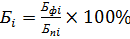 Бᵢ = Бфᵢ / Бпᵢ × 100%